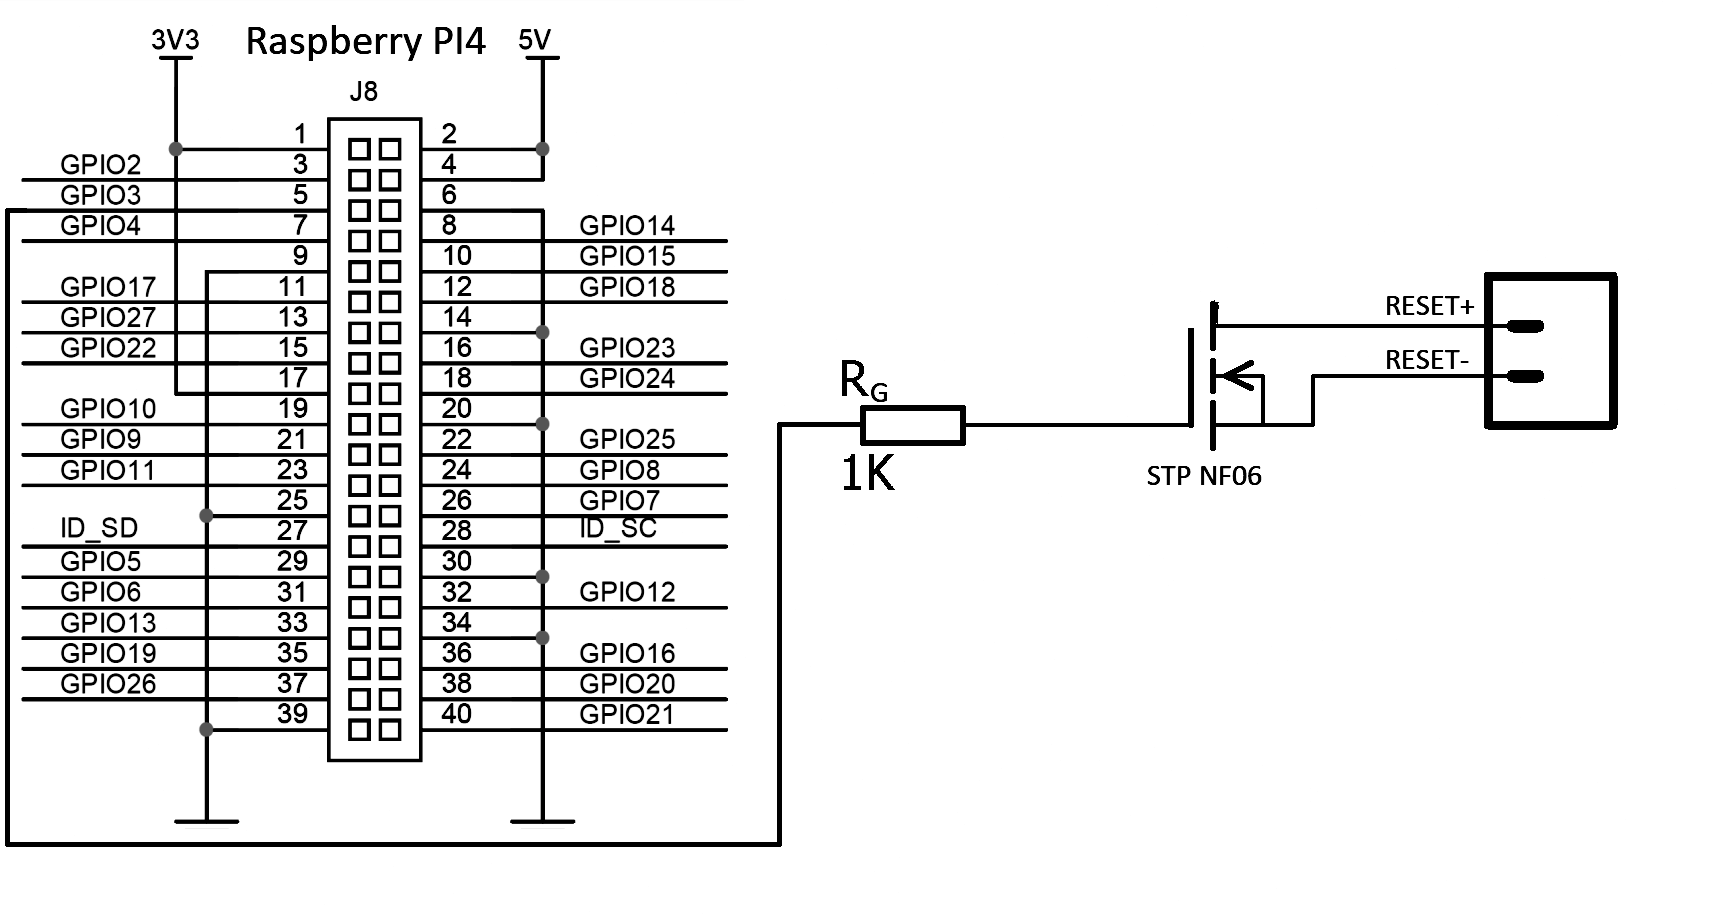 3V3 Raspberry PI4 5V
J8
1 2
GPIO2 3 4
GPIO3 5 6
GPIO4 7 8 GPIO14
9 10 GPIO15
GPIO17 11 12 GPIO18
GPIO27 13 14
GPIO22 15 16 GPIO23
17 18 GPIO24
GPIO10 19 20
GPIO9 21 22 GPIO25
GPIO11 23 24 GPIO8
25 26 GPIO7
ID_SD 27 28 ID_SC
GPIO5 29 30
GPIO6 31 32 GPIO12
GPIO13 33 34
GPIO19 35 36 GPIO16
GPIO26 37 38 GPIO20
39 40 GPIO21
RG
1K
STP NF06
RESET+
RESET-